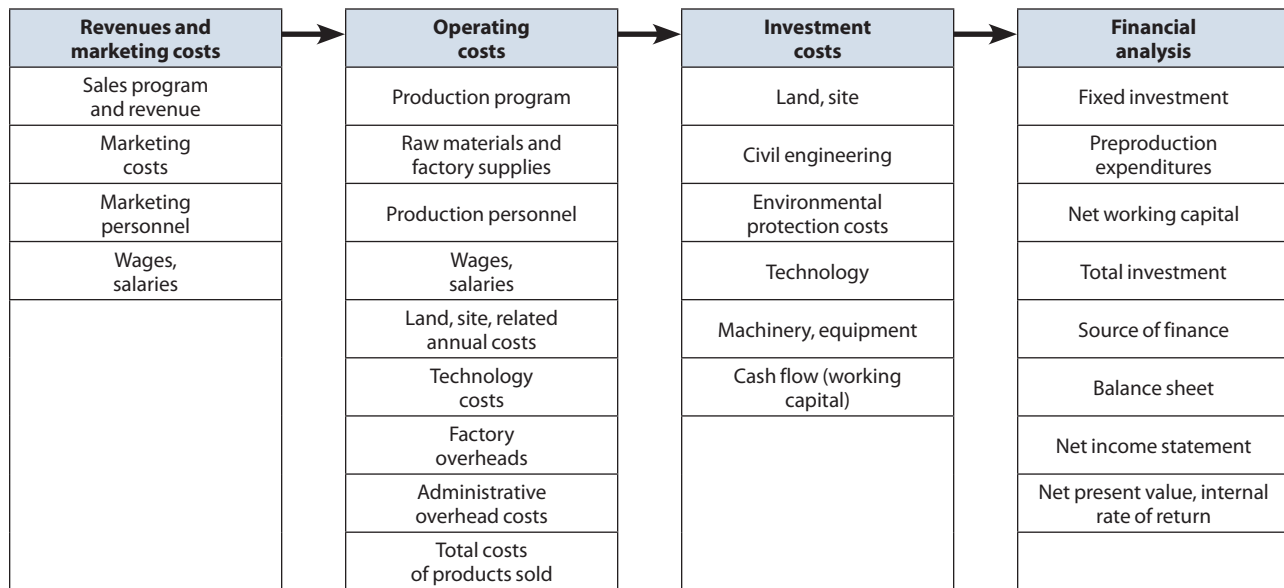 Revenues and
marketing costs
Sales program
and revenue
Marketing
costs
Marketing
personnel
Wages,
salaries
Operating
costs
Production program
Raw materials and
factory supplies
Production personnel
Wages,
salaries
Land, site, related
annual costs
Technology
costs
Factory
overheads
Administrative
overhead costs
Total costs
of products sold
Investment
costs
Land, site
Civil engineering
Environmental
protection costs
Technology
Machinery, equipment
Cash flow (working
capital)
Financial
analysis
Fixed investment
Preproduction
expenditures
Net working capital
Total investment
Source of finance
Balance sheet
Net income statement
Net present value, internal
rate of return